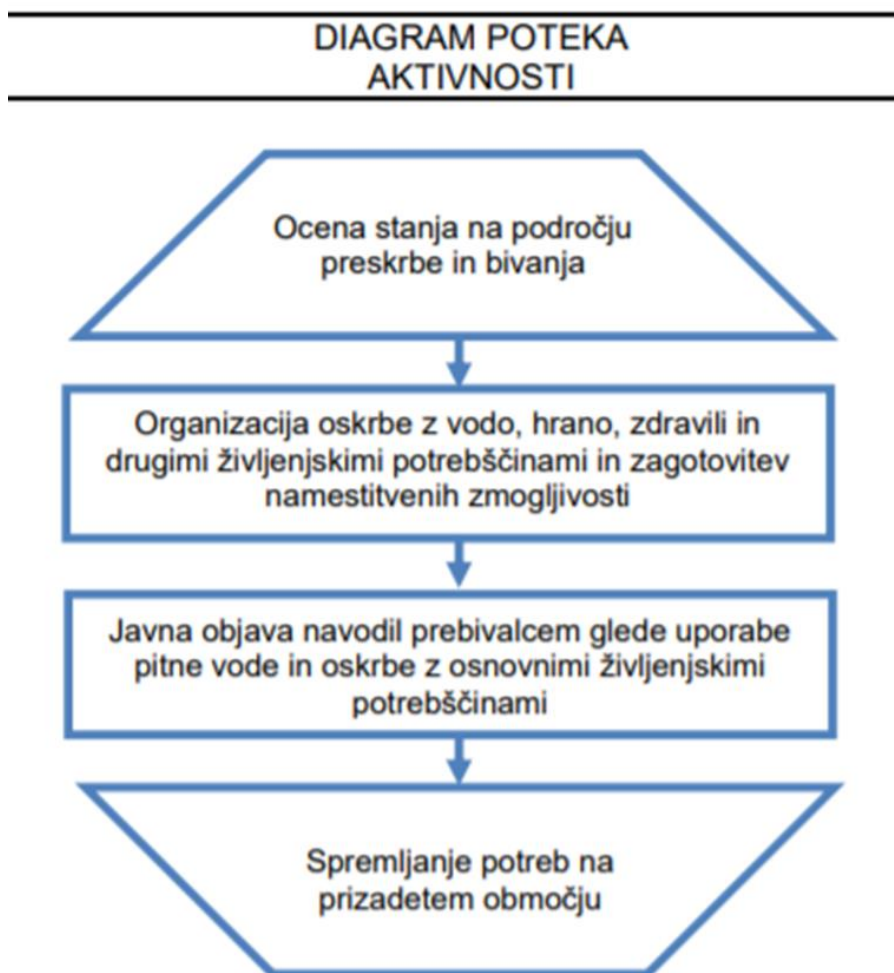 DIAGRAM POTEKA
AKTIVNOSTI
Ocena stanja na področju
preskrbe in bivanja
Organizacija oskrbe z vodo, hrano, zdravili in
drugimi življenjskimi potrebščinami in zagotovitev
namestitvenih zmogljivosti
Javna objava navodil prebivalcem glede uporabe
pitne vode in oskrbe z osnovnimi življenjskimi
potrebščinami
Spremljanje potreb na
prizadetem območju